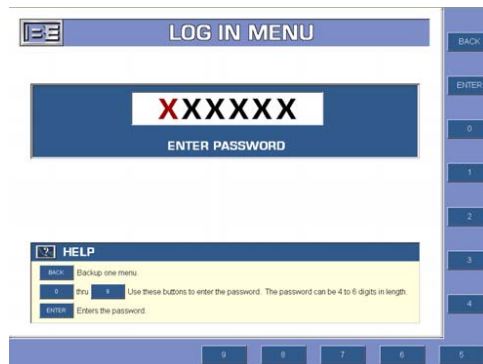 LOG IN MENU
BACK
ENTER
XXXXXX
ENTER PASSWORD
0
1
2
3
4
? HELP
BACK Backup one menu.
0 thru 9 Use these buttons to enter the password. The password can be 4 to 6 digits in length.
ENTER Enters the password.
9 8 7 6 5